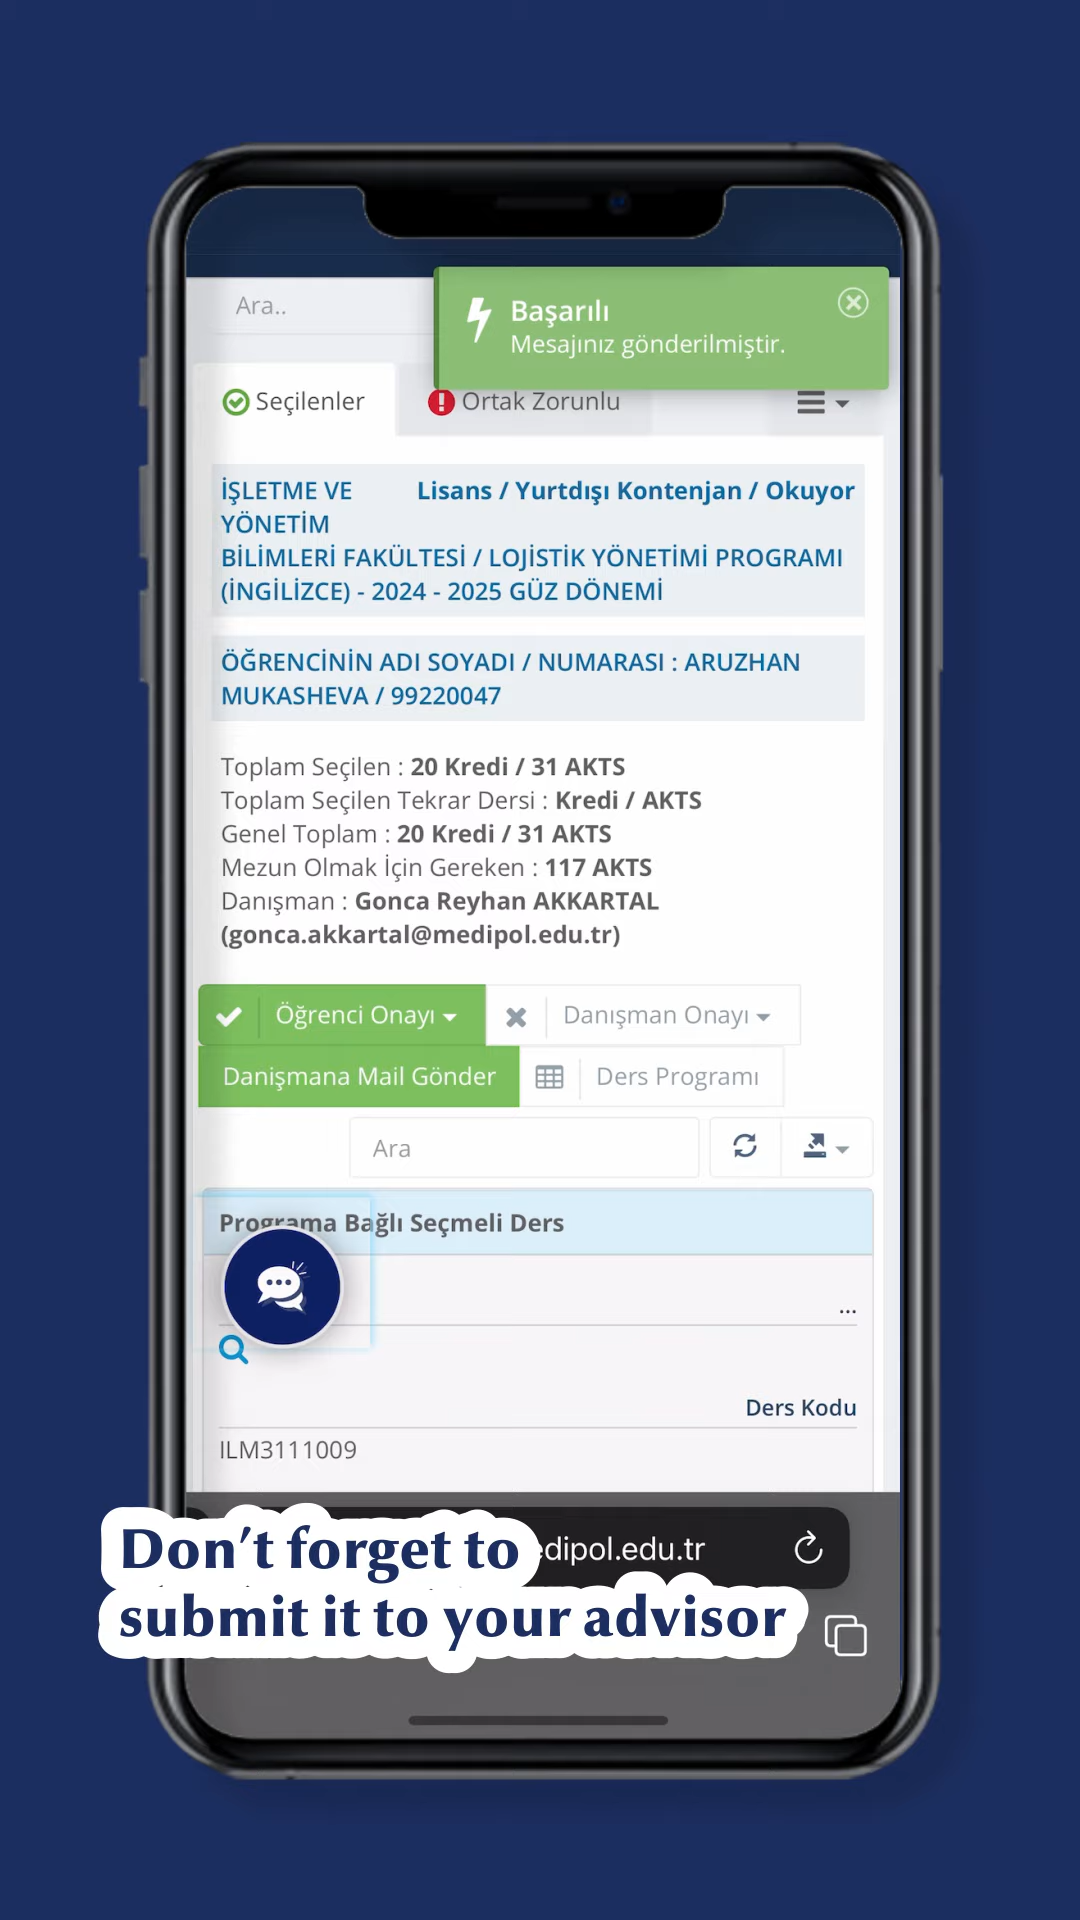 Ara..
Başarılı
Mesajınız gönderilmiştir.
Seçilenler
Ortak Zorunlu
İŞLETME VE Lisans / Yurtdışı Kontenjan / Okuyor
YÖNETİM
BİLİMLERİ FAKÜLTESİ / LOJİSTİK YÖNETİMİ PROGRAMI
(İNGİLİZCE) - 2024 - 2025 GÜZ DÖNEMİ
ÖĞRENCİNİN ADI SOYADI / NUMARASI : ARUZHAN
MUKASHEVA / 99220047
Toplam Seçilen : 20 Kredi / 31 AKTS
Toplam Seçilen Tekrar Dersi : Kredi / AKTS
Genel Toplam : 20 Kredi / 31 AKTS
Mezun Olmak İçin Gereken : 117 AKTS
Danışman : Gonca Reyhan AKKARTAL
(gonca.akkartal@medipol.edu.tr)
Öğrenci Onayı
Danışman Onayı
Danişmana Mail Gönder
Ders Programı
Ara
Programa Bağlı Seçmeli Ders
...
Ders Kodu
ILM3111009
edipol.edu.tr
Don't forget to
submit it to your advisor